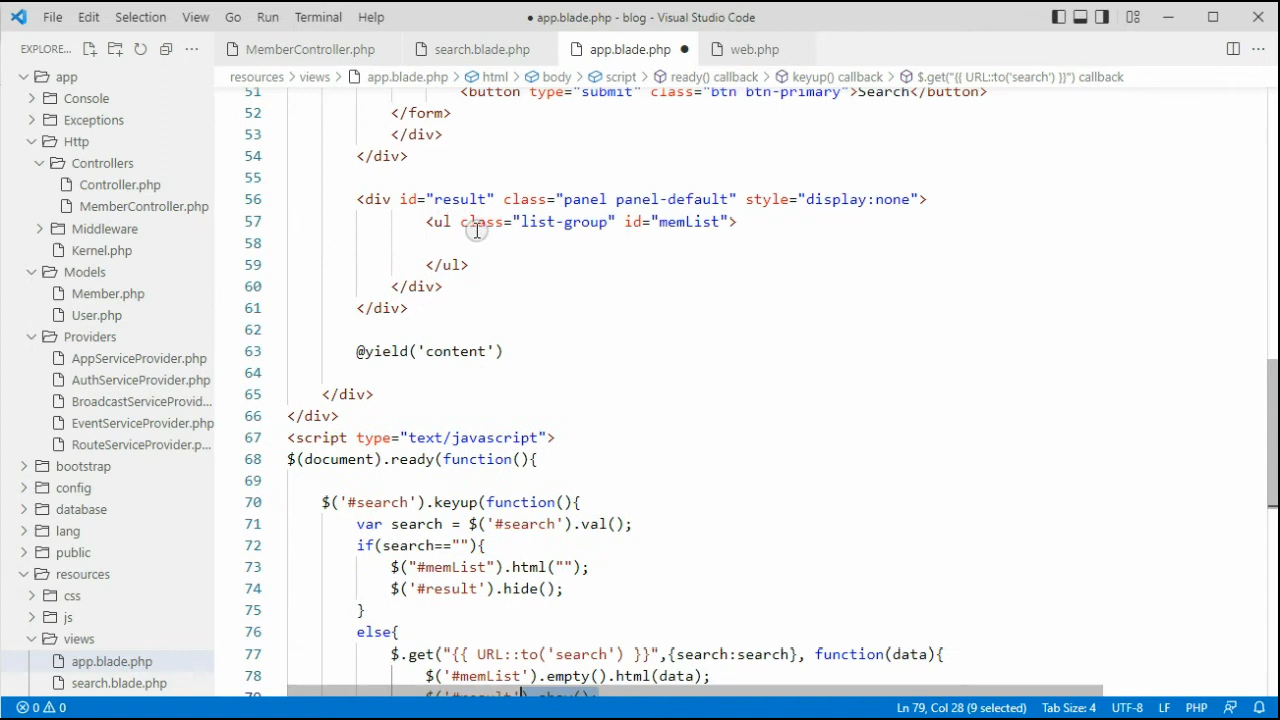 File Edit Selection View Go Run Terminal Help
● app.blade.php - blog - Visual Studio Code
EXPLORE... ···
MemberController.php search.blade.php app.blade.php ● web.php ···
resources > views > app.blade.php > html > body > script > ready() callback > keyup() callback > $.get("{{ URL::to('search') }}") callback
app
Console
Exceptions
Http
Controllers
Controller.php
MemberController.php
Middleware
Kernel.php
Models
Member.php
User.php
Providers
AppServiceProvider.php
AuthServiceProvider.php
BroadcastServiceProvid...
EventServiceProvider.php
RouteServiceProvider.p...
bootstrap
config
database
lang
public
resources
css
js
views
app.blade.php
search.blade.php
51 <button type="submit" class="btn btn-primary">Search</button>
52 </form>
53 </div>
54 </div>
55
56 <div id="result" class="panel panel-default" style="display:none">
57 <ul class="list-group" id="memList">
58
59 </ul>
60 </div>
61 </div>
62
63 @yield('content')
64
65 </div>
66 </div>
67 <script type="text/javascript">
68 $(document).ready(function(){
69
70 $('#search').keyup(function(){
71 var search = $('#search').val();
72 if(search==""){
73 $("#memList").html("");
74 $('#result').hide();
75 }
76 else{
77 $.get("{{ URL::to('search') }}",{search:search}, function(data){
78 $('#memList').empty().html(data);
79 $('#result').show();
0 0 Ln 79, Col 28 (9 selected) Tab Size: 4 UTF-8 LF PHP